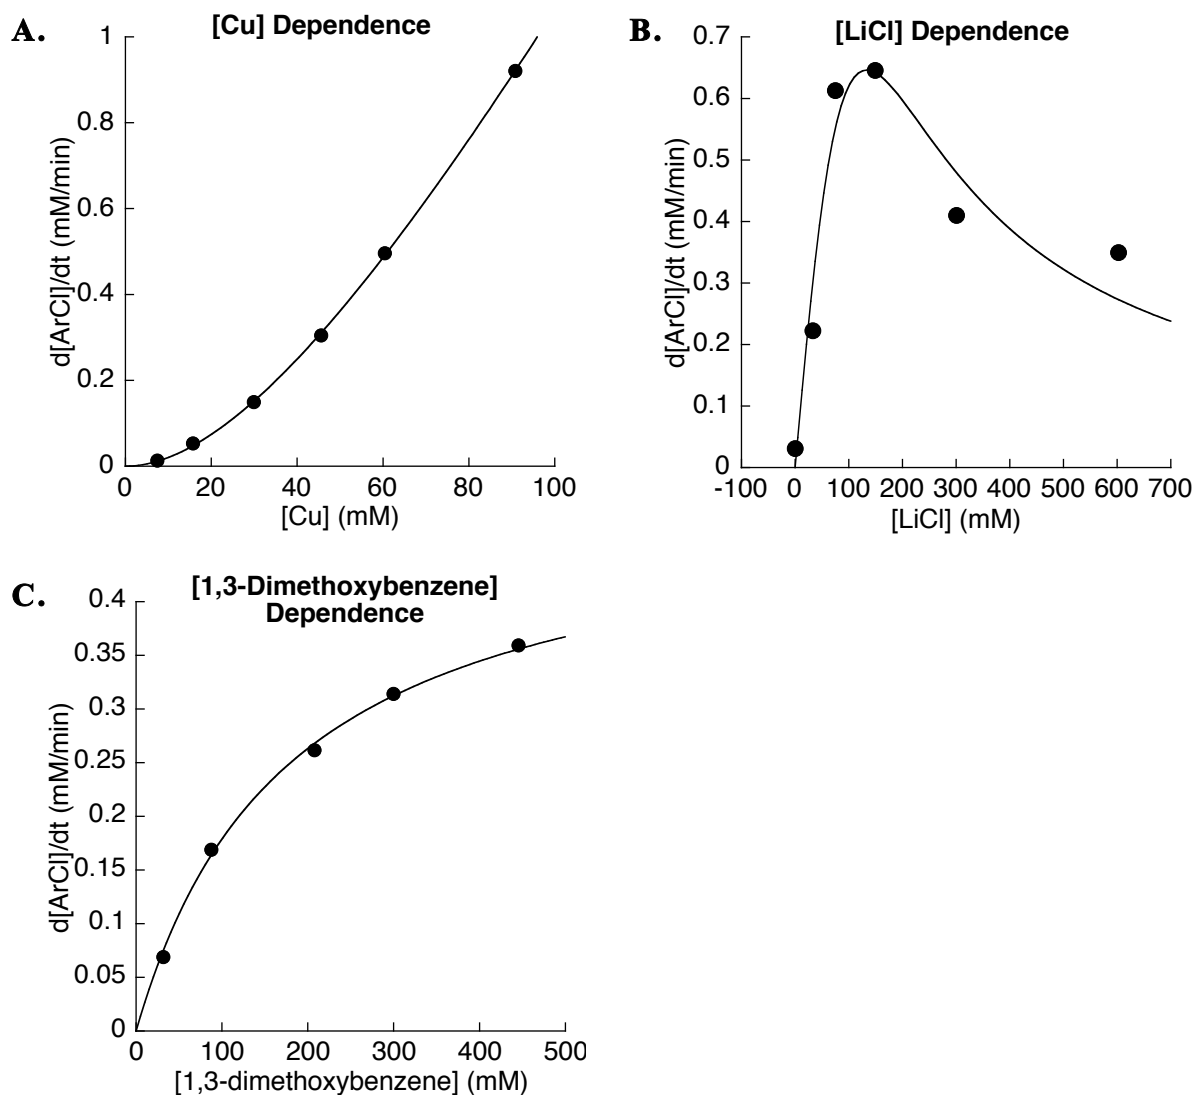 A.
[Cu] Dependence
1
0.8
0.6
0.4
0.2
0
d[ArCl]/dt (mM/min)
0 20 40 60 80 100
[Cu] (mM)
B.
[LiCl] Dependence
0.7
0.6
0.5
0.4
0.3
0.2
0.1
0
d[ArCl]/dt (mM/min)
-100 0 100 200 300 400 500 600 700
[LiCl] (mM)
C.
[1,3-Dimethoxybenzene]
Dependence
0.4
0.35
0.3
0.25
0.2
0.15
0.1
0.05
0
d[ArCl]/dt (mM/min)
0 100 200 300 400 500
[1,3-dimethoxybenzene] (mM)